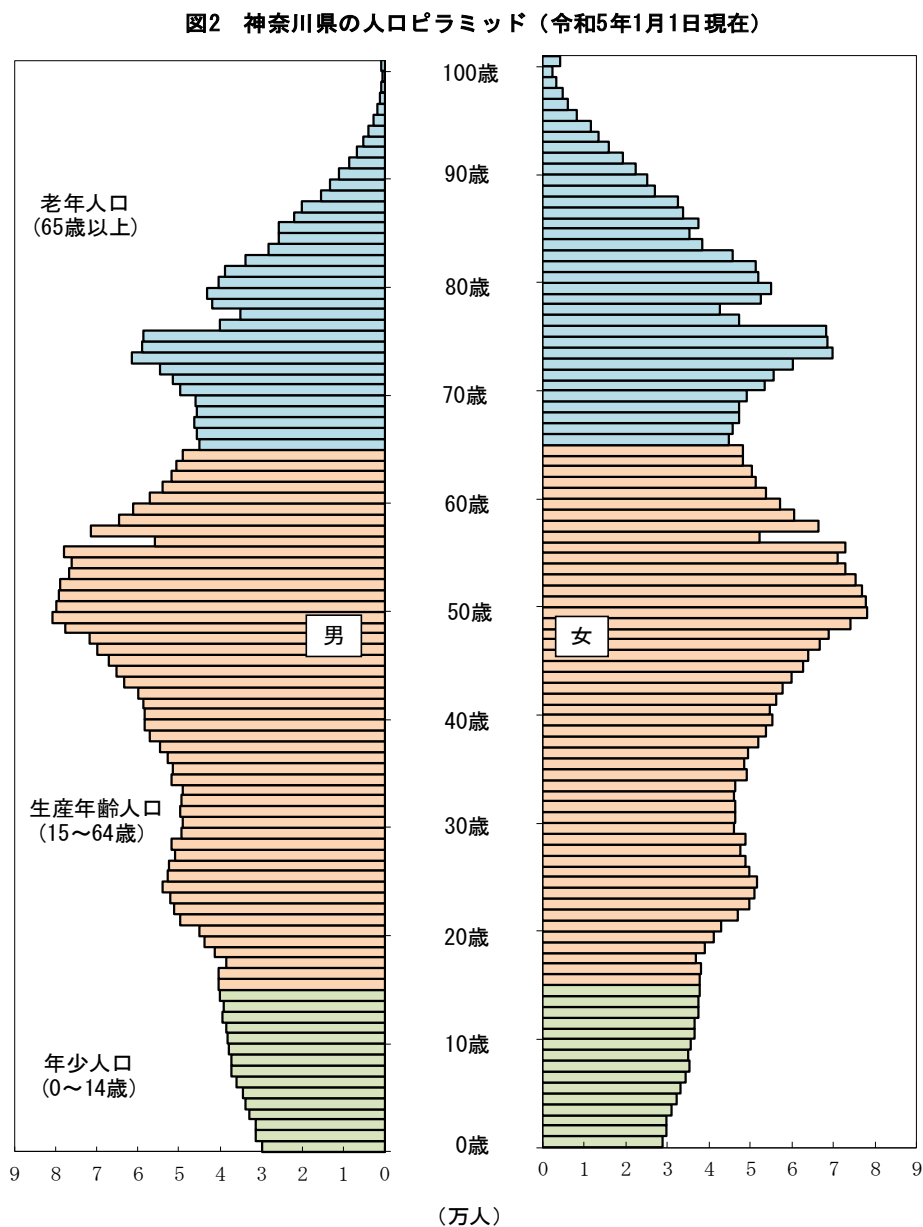 図2 神奈川県の人口ピラミッド（令和5年1月1日現在）
100歳
90歳
老年人口
(65歳以上)
80歳
70歳
60歳
50歳
男
女
40歳
生産年齢人口
(15～64歳)
30歳
20歳
10歳
年少人口
(0～14歳)
0歳
9 8 7 6 5 4 3 2 1 0
0 1 2 3 4 5 6 7 8 9
（万人）